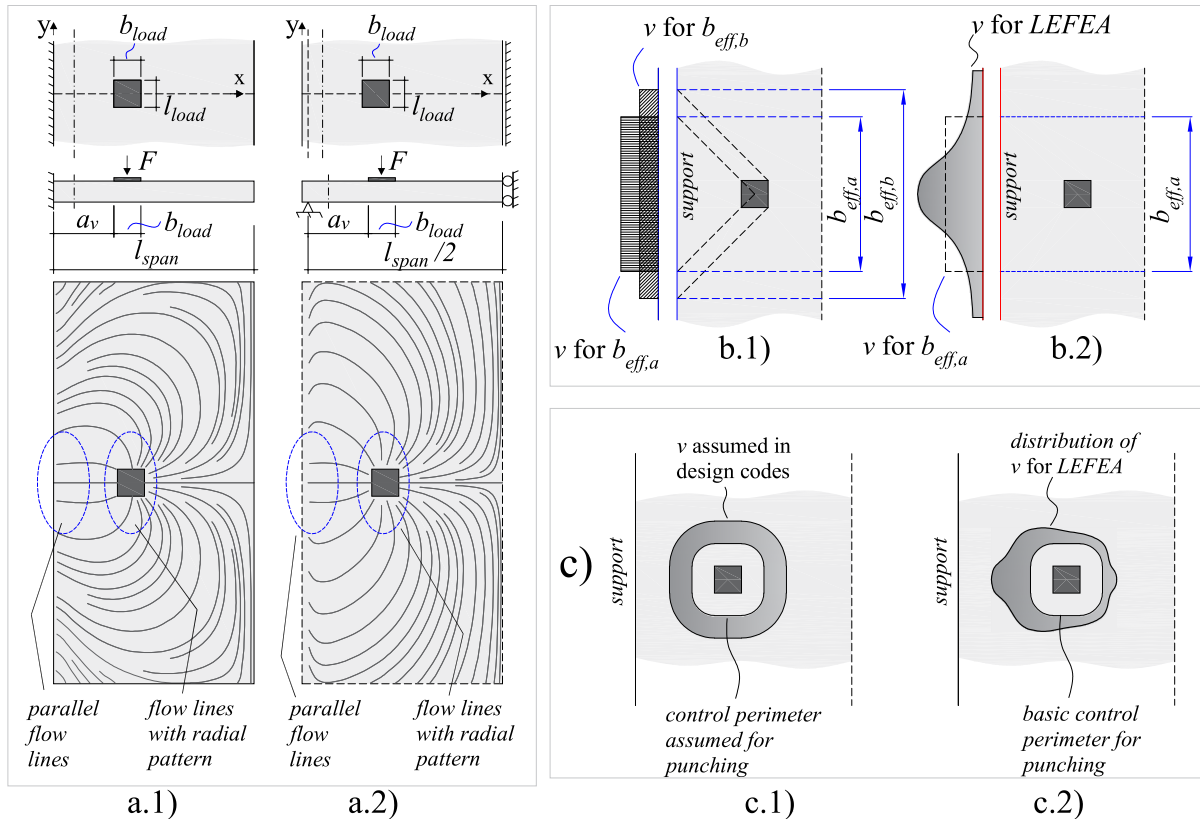 y
b_load
x
l_load
F
a_v
b_load
l_span
parallel
flow
lines
flow lines
with radial
pattern
a.1)
y
b_load
x
l_load
F
a_v
b_load
l_span /2
parallel
flow
lines
flow lines
with radial
pattern
a.2)
v for b_eff,b
support
b_eff,a
b_eff,b
v for b_eff,a
b.1)
v for LEFEA
support
b_eff,a
v for b_eff,a
b.2)
c)
v assumed in
design codes
support
control perimeter
assumed for
punching
c.1)
distribution of
v for LEFEA
support
basic control
perimeter for
punching
c.2)